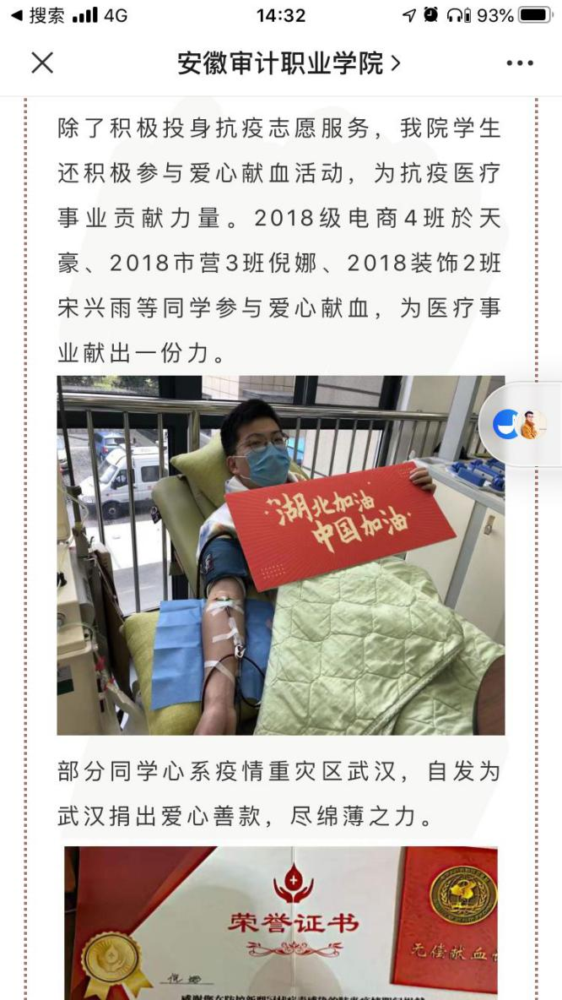 搜索 4G 14:32 93%
安徽审计职业学院
除了积极投身抗疫志愿服务，我院学生
还积极参与爱心献血活动，为抗疫医疗
事业贡献力量。2018级电商4班於天
豪、2018市营3班倪娜、2018装饰2班
宋兴雨等同学参与爱心献血，为医疗事
业献出一份力。
湖北加油
中国加油
部分同学心系疫情重灾区武汉，自发为
武汉捐出爱心善款，尽绵薄之力。
荣誉证书
无偿献血
倪娜